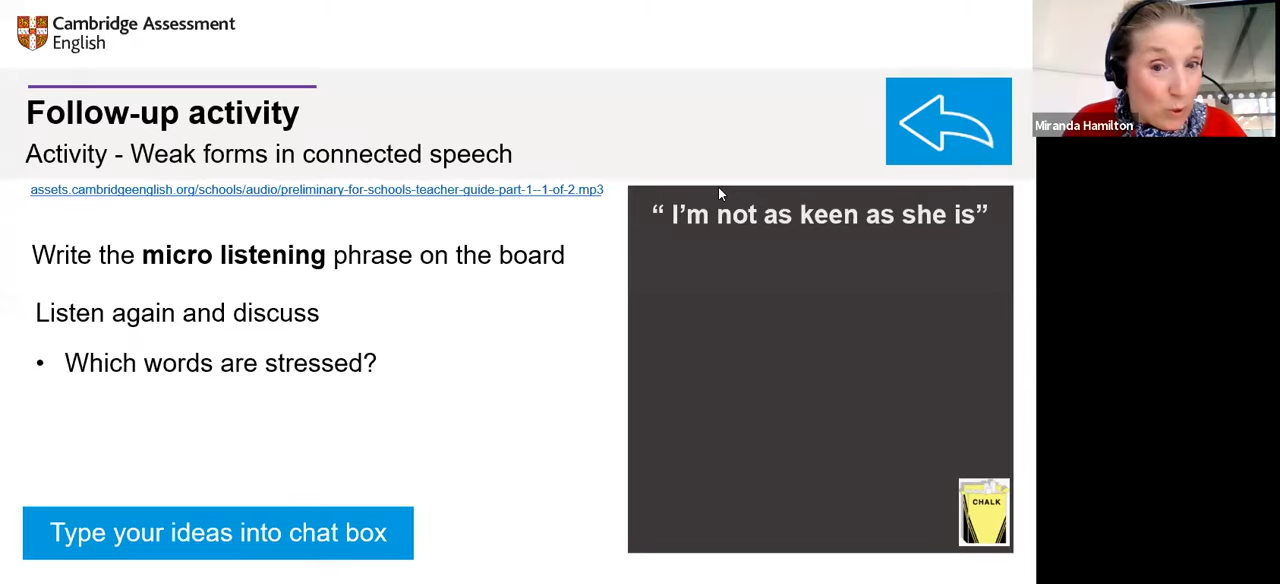 Cambridge Assessment
English
Follow-up activity
Activity - Weak forms in connected speech
assets.cambridgeenglish.org/schools/audio/preliminary-for-schools-teacher-guide-part-1--1-of-2.mp3
Write the micro listening phrase on the board
Listen again and discuss
• Which words are stressed?
Type your ideas into chat box
“ I’m not as keen as she is”
CHALK
Miranda Hamilton